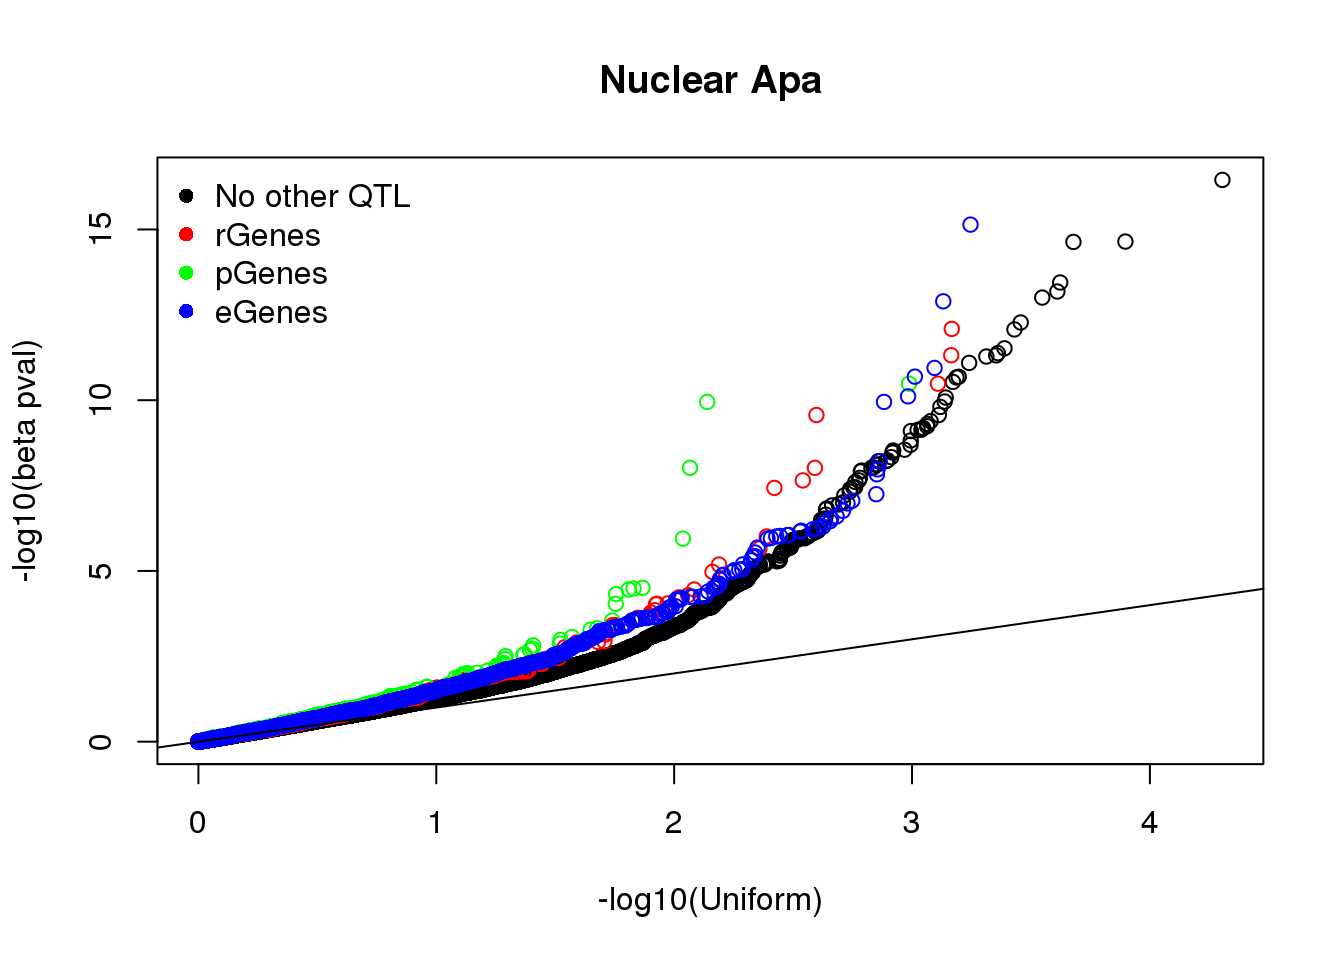 Nuclear Apa
No other QTL
rGenes
pGenes
eGenes
-log10(beta pval)
15
10
5
0
0 1 2 3 4
-log10(Uniform)